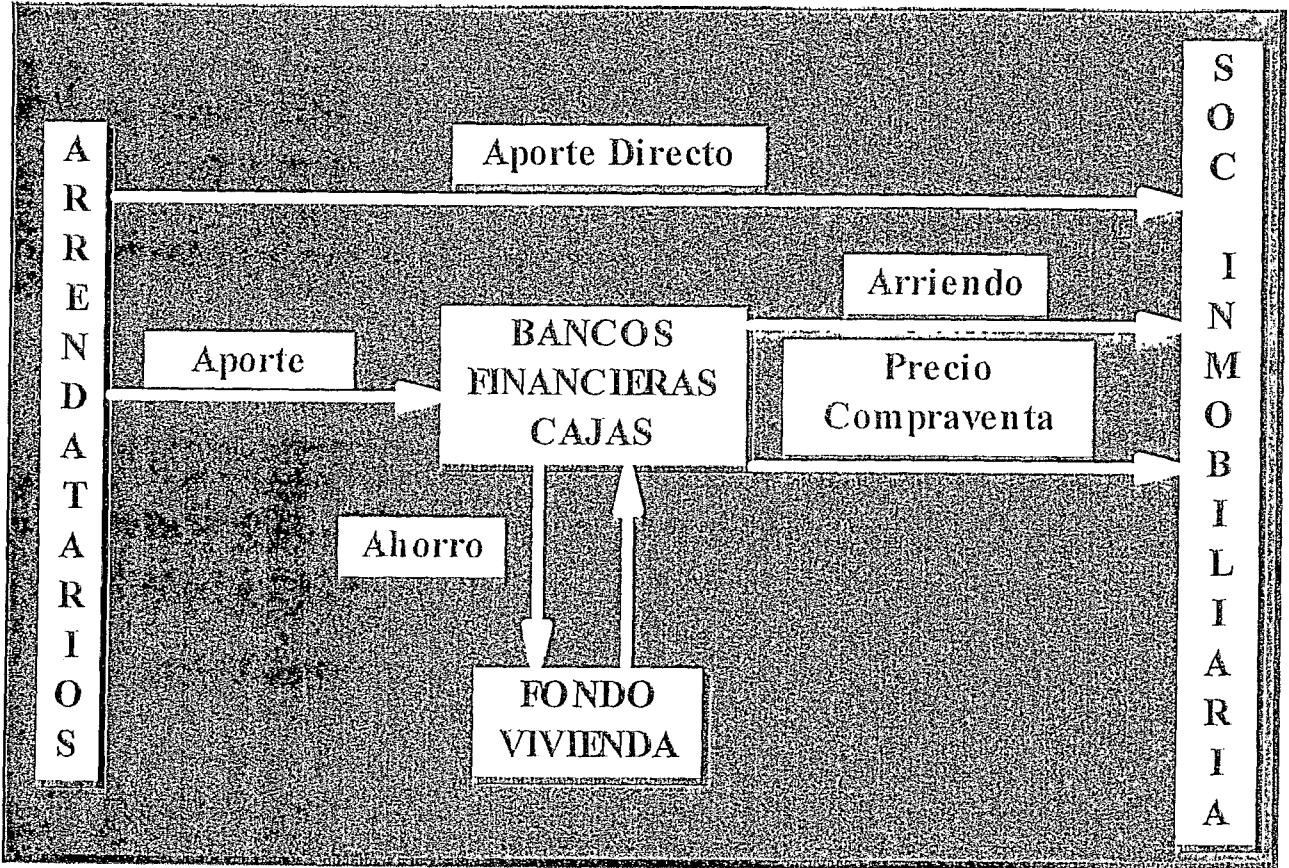 ARRENDATARIOS
Aporte Directo
Aporte
BANCOS
FINANCIERAS
CAJAS
Arriendo
Precio
Compraventa
Ahorro
FONDO
VIVIENDA
SOC INMOBILIARIA